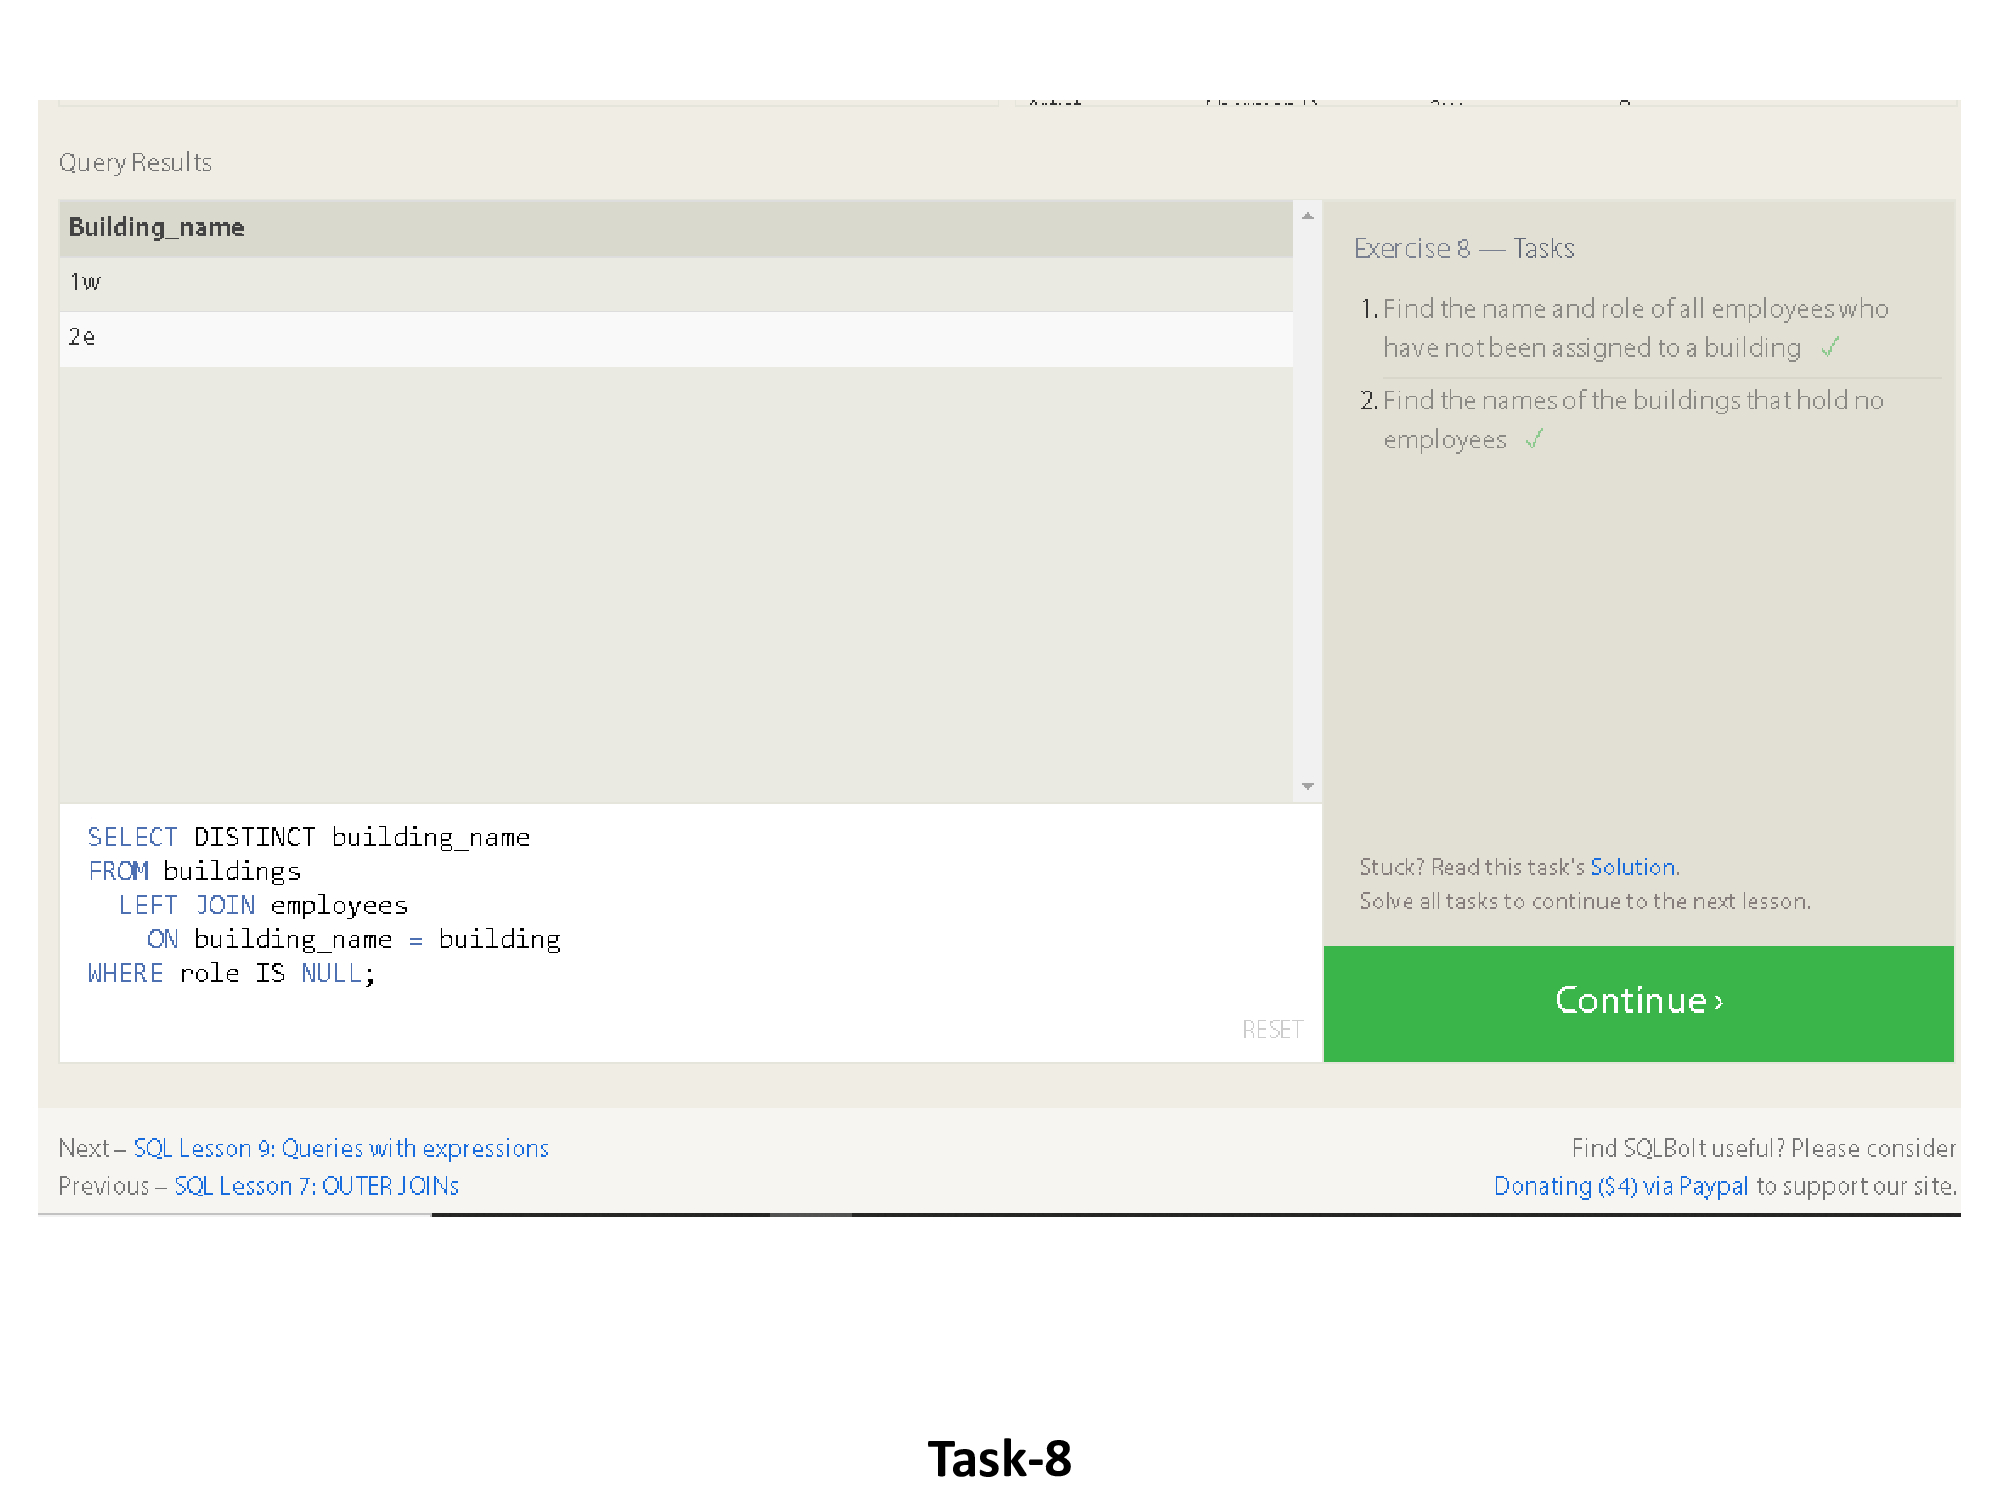 Query Results
Building_name
1w
2e
Exercise 8 — Tasks
1. Find the name and role of all employees who
have not been assigned to a building ✓
2. Find the names of the buildings that hold no
employees ✓
SELECT DISTINCT building_name
FROM buildings
LEFT JOIN employees
ON building_name = building
WHERE role IS NULL;
RESET
Stuck? Read this task's Solution.
Solve all tasks to continue to the next lesson.
Continue ›
Next – SQL Lesson 9: Queries with expressions
Previous – SQL Lesson 7: OUTER JOINs
Find SQLBolt useful? Please consider
Donating ($4) via Paypal to support our site.
Task-8